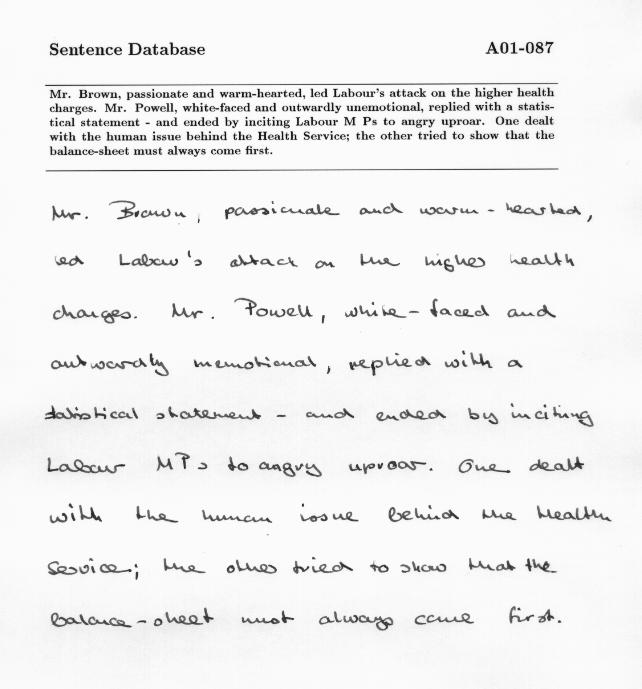 Sentence Database A01-087
Mr. Brown, passionate and warm-hearted, led Labour's attack on the higher health
charges. Mr. Powell, white-faced and outwardly unemotional, replied with a statis-
tical statement - and ended by inciting Labour M Ps to angry uproar. One dealt
with the human issue behind the Health Service; the other tried to show that the
balance-sheet must always come first.
Mr. Brown, passionate and warm-hearted,
led Labour's attack on the higher health
charges. Mr. Powell, white-faced and
outwardly unemotional, replied with a
statistical statement - and ended by inciting
Labour MPs to angry uproar. One dealt
with the human issue behind the Health
Service; the other tried to show that the
balance-sheet must always come first.